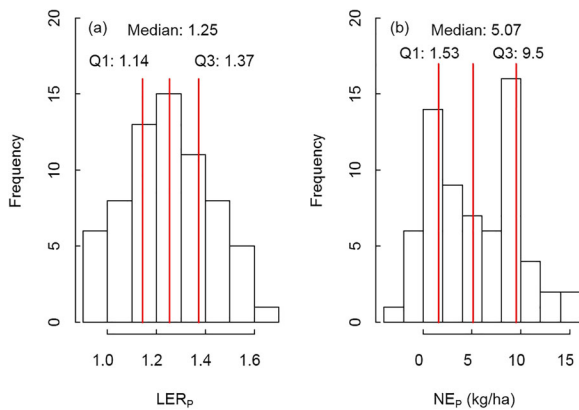 (a)
Median: 1.25
Q1: 1.14 Q3: 1.37
Frequency
20
15
10
5
0
1.0 1.2 1.4 1.6
LERP
(b)
Median: 5.07
Q1: 1.53 Q3: 9.5
Frequency
20
15
10
5
0
0 5 10 15
NEP (kg/ha)